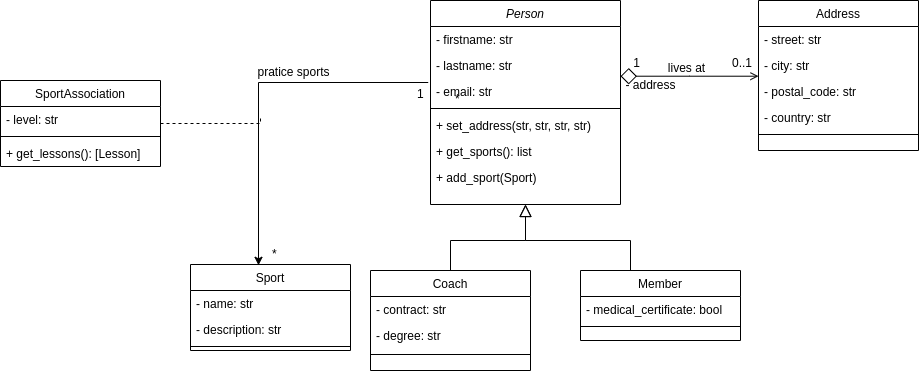 Person
- firstname: str
- lastname: str
- email: str
*
+ set_address(str, str, str, str)
+ get_sports(): list
+ add_sport(Sport)
1
lives at
0..1
- address
Address
- street: str
- city: str
- postal_code: str
- country: str
pratice sports
1
SportAssociation
- level: str
+ get_lessons(): [Lesson]
*
Sport
- name: str
- description: str
Coach
- contract: str
- degree: str
Member
- medical_certificate: bool